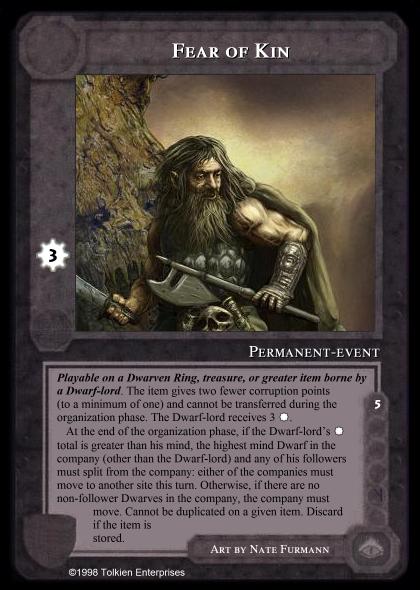 Fear of Kin
3
Permanent-event
Playable on a Dwarven Ring, treasure, or greater item borne by
a Dwarf-lord. The item gives two fewer corruption points
(to a minimum of one) and cannot be transferred during the
organization phase. The Dwarf-lord receives 3 .
5
At the end of the organization phase, if the Dwarf-lord's
total is greater than his mind, the highest mind Dwarf in the
company (other than the Dwarf-lord) and any of his followers
must split from the company: either of the companies must
move to another site this turn. Otherwise, if there are no
non-follower Dwarves in the company, the company must
move. Cannot be duplicated on a given item. Discard
if the item is
stored.
Art by Nate Furmann
©1998 Tolkien Enterprises